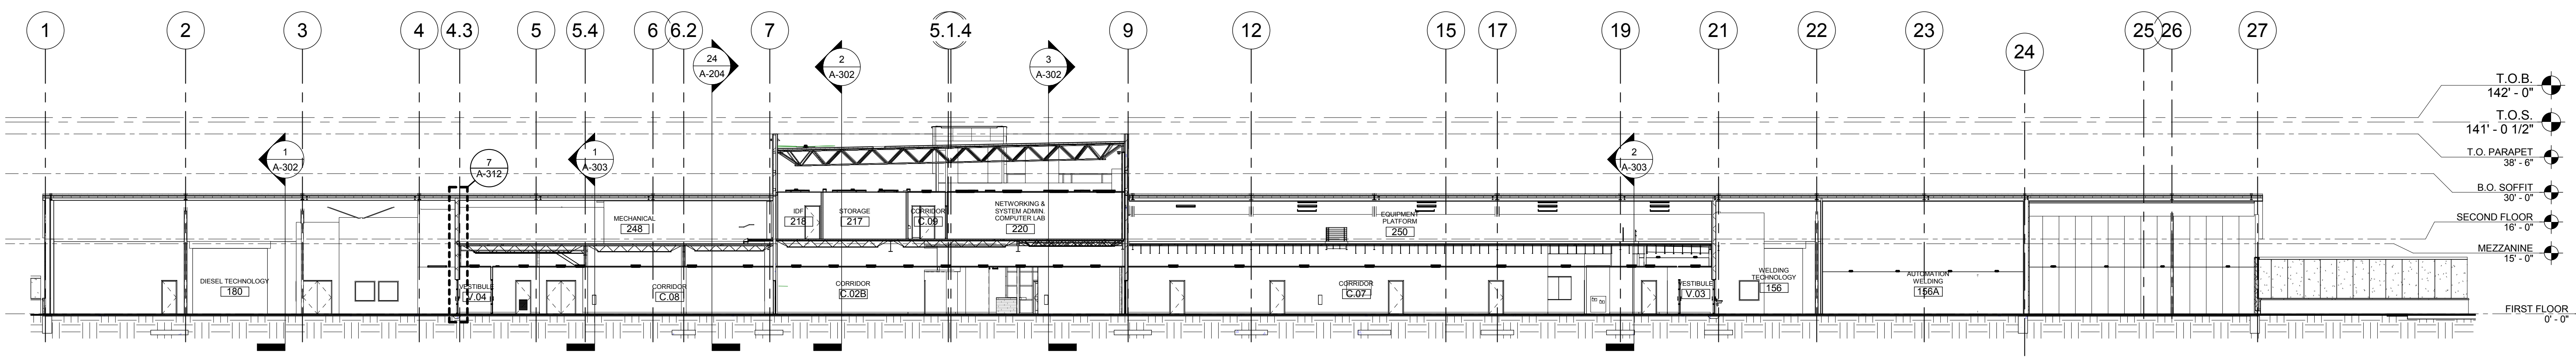 1
2
3
4
4.3
5
5.4
6
6.2
7
5.1.4
9
12
15
17
19
21
22
23
24
25
26
27
24
A-204
2
A-302
3
A-302
1
A-302
7
A-312
1
A-303
2
A-303
T.O.B.
142' - 0"
T.O.S.
141' - 0 1/2"
T.O. PARAPET
38' - 6"
B.O. SOFFIT
30' - 0"
SECOND FLOOR
16' - 0"
MEZZANINE
15' - 0"
FIRST FLOOR
0' - 0"
MECHANICAL
248
IDF
218
STORAGE
217
CORRIDOR
C.09
NETWORKING &
SYSTEM ADMIN.
COMPUTER LAB
220
EQUIPMENT
PLATFORM
250
DIESEL TECHNOLOGY
180
VESTIBULE
V.04
CORRIDOR
C.08
CORRIDOR
C.02B
CORRIDOR
C.07
VESTIBULE
V.03
WELDING
TECHNOLOGY
156
AUTOMATION
WELDING
156A